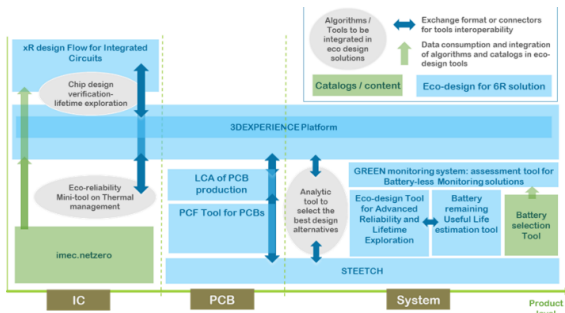 xR design Flow for Integrated
Circuits
Chip design
verification-
lifetime exploration
Algorithms /
Tools to be
integrated in
eco design
solutions
Exchange format or connectors
for tools interoperability
Data consumption and integration
of algorithms and catalogs in eco-
design tools
Catalogs / content
Eco-design for 6R solution
3DEXPERIENCE Platform
Eco-reliability
Mini-tool on Thermal
management
imec.netzero
LCA of PCB
production
PCF Tool for PCBs
Analytic
tool to
select the
best design
alternatives
GREEN monitoring system: assessment tool for
Battery-less Monitoring solutions
Eco-design Tool
for Advanced
Reliability and
Lifetime
Exploration
Battery
remaining
Useful Life
estimation tool
Battery
selection
Tool
STEETCH
IC
PCB
System
Product
level